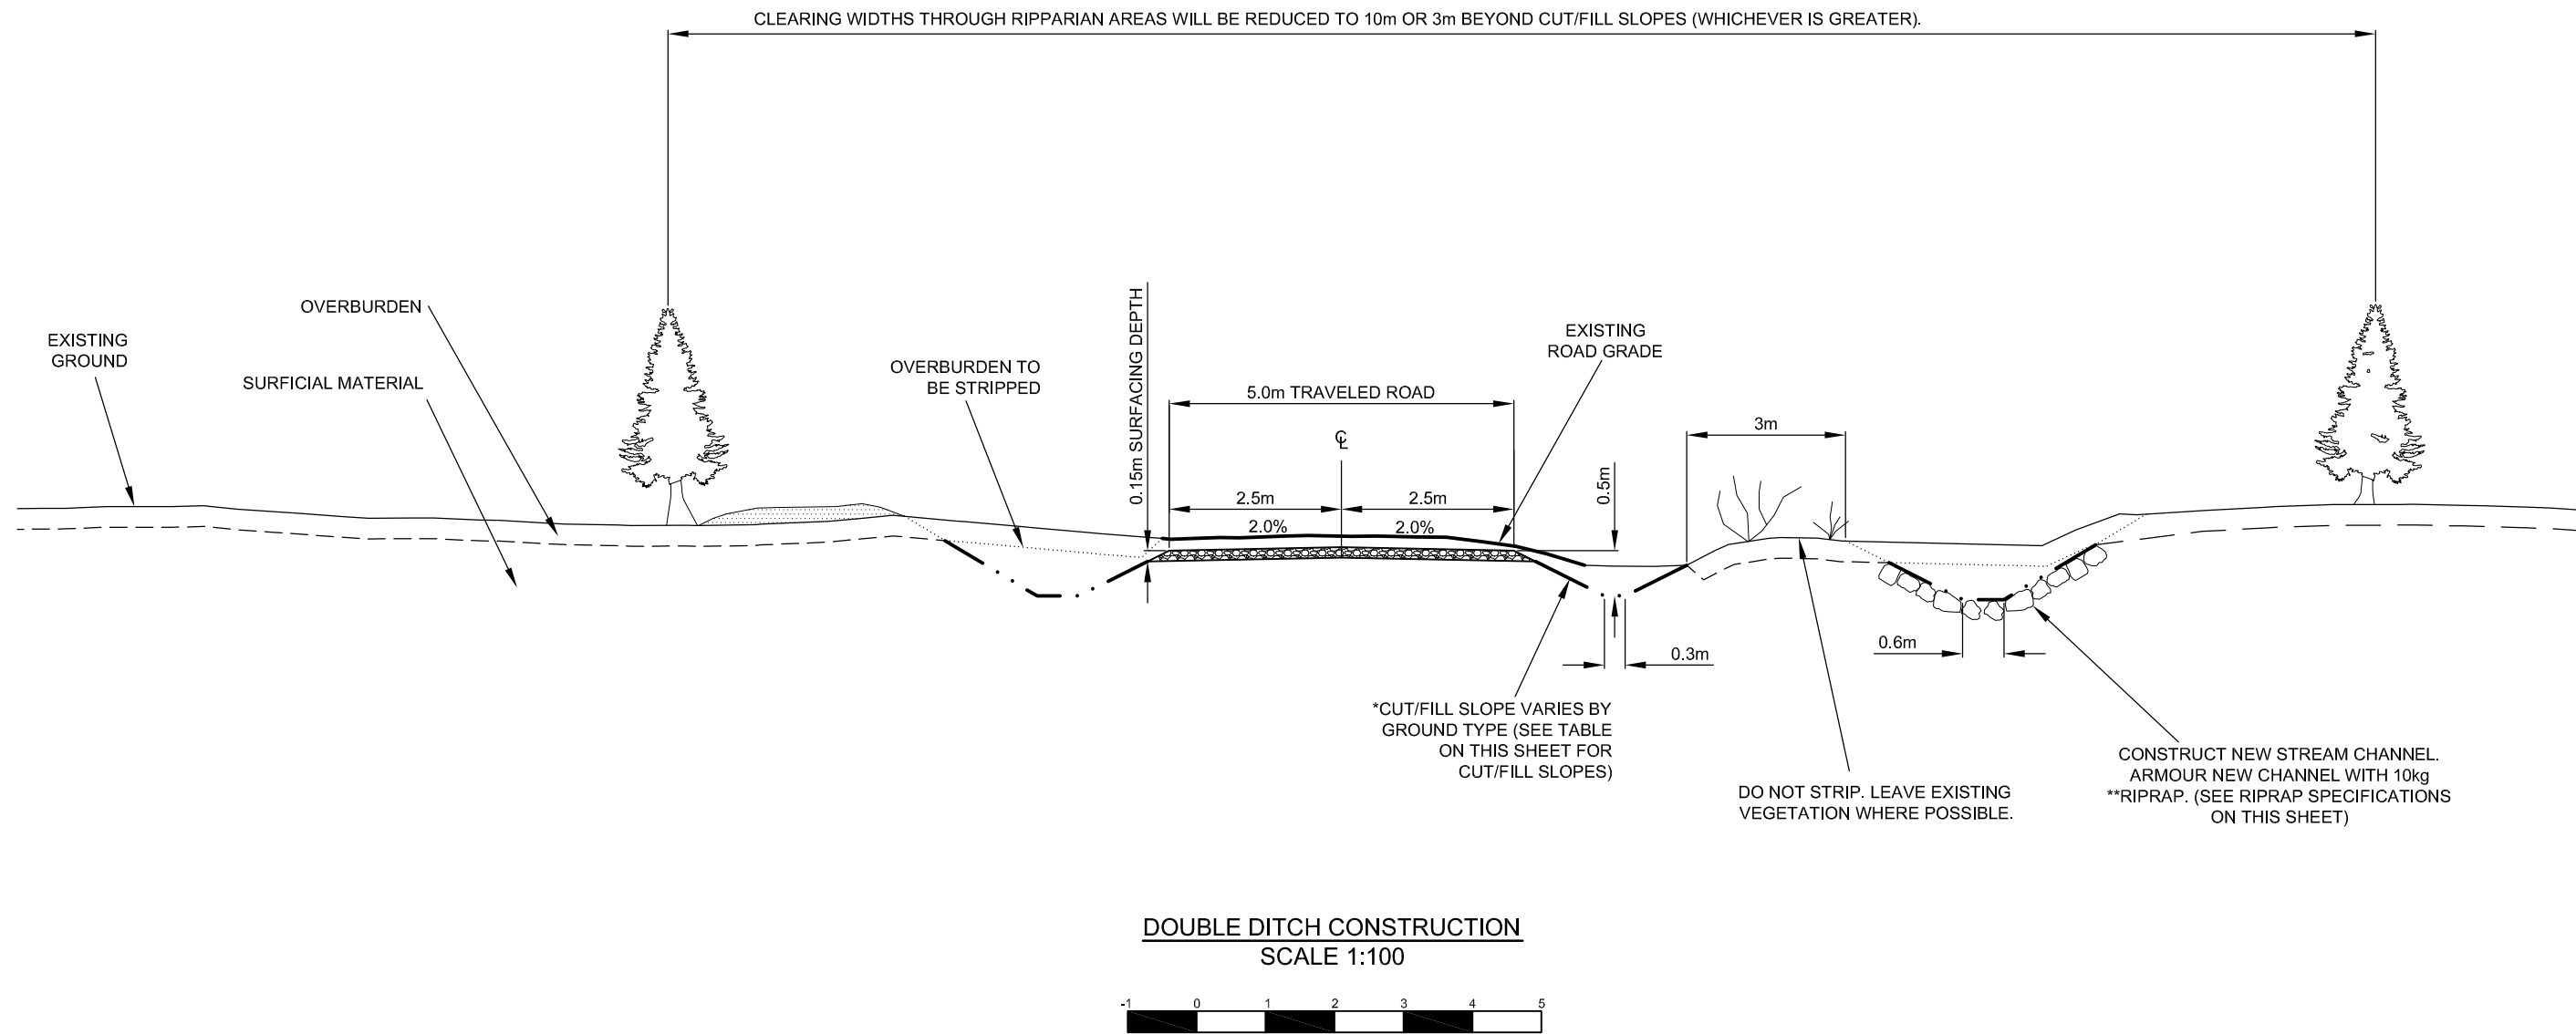 CLEARING WIDTHS THROUGH RIPPARIAN AREAS WILL BE REDUCED TO 10m OR 3m BEYOND CUT/FILL SLOPES (WHICHEVER IS GREATER).
EXISTING
GROUND
OVERBURDEN
SURFICIAL MATERIAL
OVERBURDEN TO
BE STRIPPED
0.15m SURFACING DEPTH
5.0m TRAVELED ROAD
℄
2.5m
2.5m
2.0%
2.0%
EXISTING
ROAD GRADE
0.5m
3m
0.3m
0.6m
*CUT/FILL SLOPE VARIES BY
GROUND TYPE (SEE TABLE
ON THIS SHEET FOR
CUT/FILL SLOPES)
DO NOT STRIP. LEAVE EXISTING
VEGETATION WHERE POSSIBLE.
CONSTRUCT NEW STREAM CHANNEL.
ARMOUR NEW CHANNEL WITH 10kg
**RIPRAP. (SEE RIPRAP SPECIFICATIONS
ON THIS SHEET)
DOUBLE DITCH CONSTRUCTION
SCALE 1:100
-1 0 1 2 3 4 5